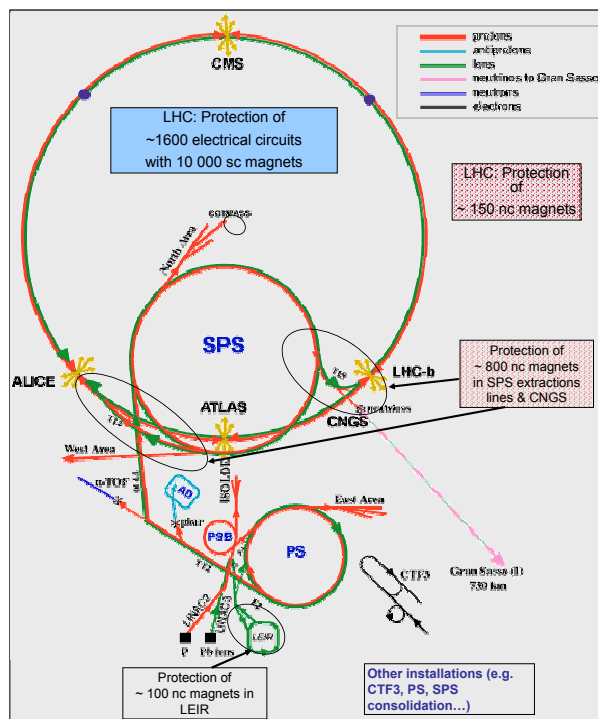 protons
antiprotons
ions
neutrinos to Gran Sasso
neutrons
electrons
CMS
LHC: Protection of
~1600 electrical circuits
with 10 000 sc magnets
LHC: Protection
of
~ 150 nc magnets
COMPASS
North Area
SPS
ALICE
TI8
LHC-b
ATLAS
CNGS
neutrinos
Protection of
~ 800 nc magnets
in SPS extractions
lines & CNGS
TI2
West Area
TT10
ISOLDE
n-TOF
AD
East Area
PSB
PS
TT2
CTF3
Gran Sasso (I)
730 km
LINAC2
LINAC3
P
Pb ions
LEIR
Protection of
~ 100 nc magnets in
LEIR
Other installations (e.g.
CTF3, PS, SPS
consolidation…)